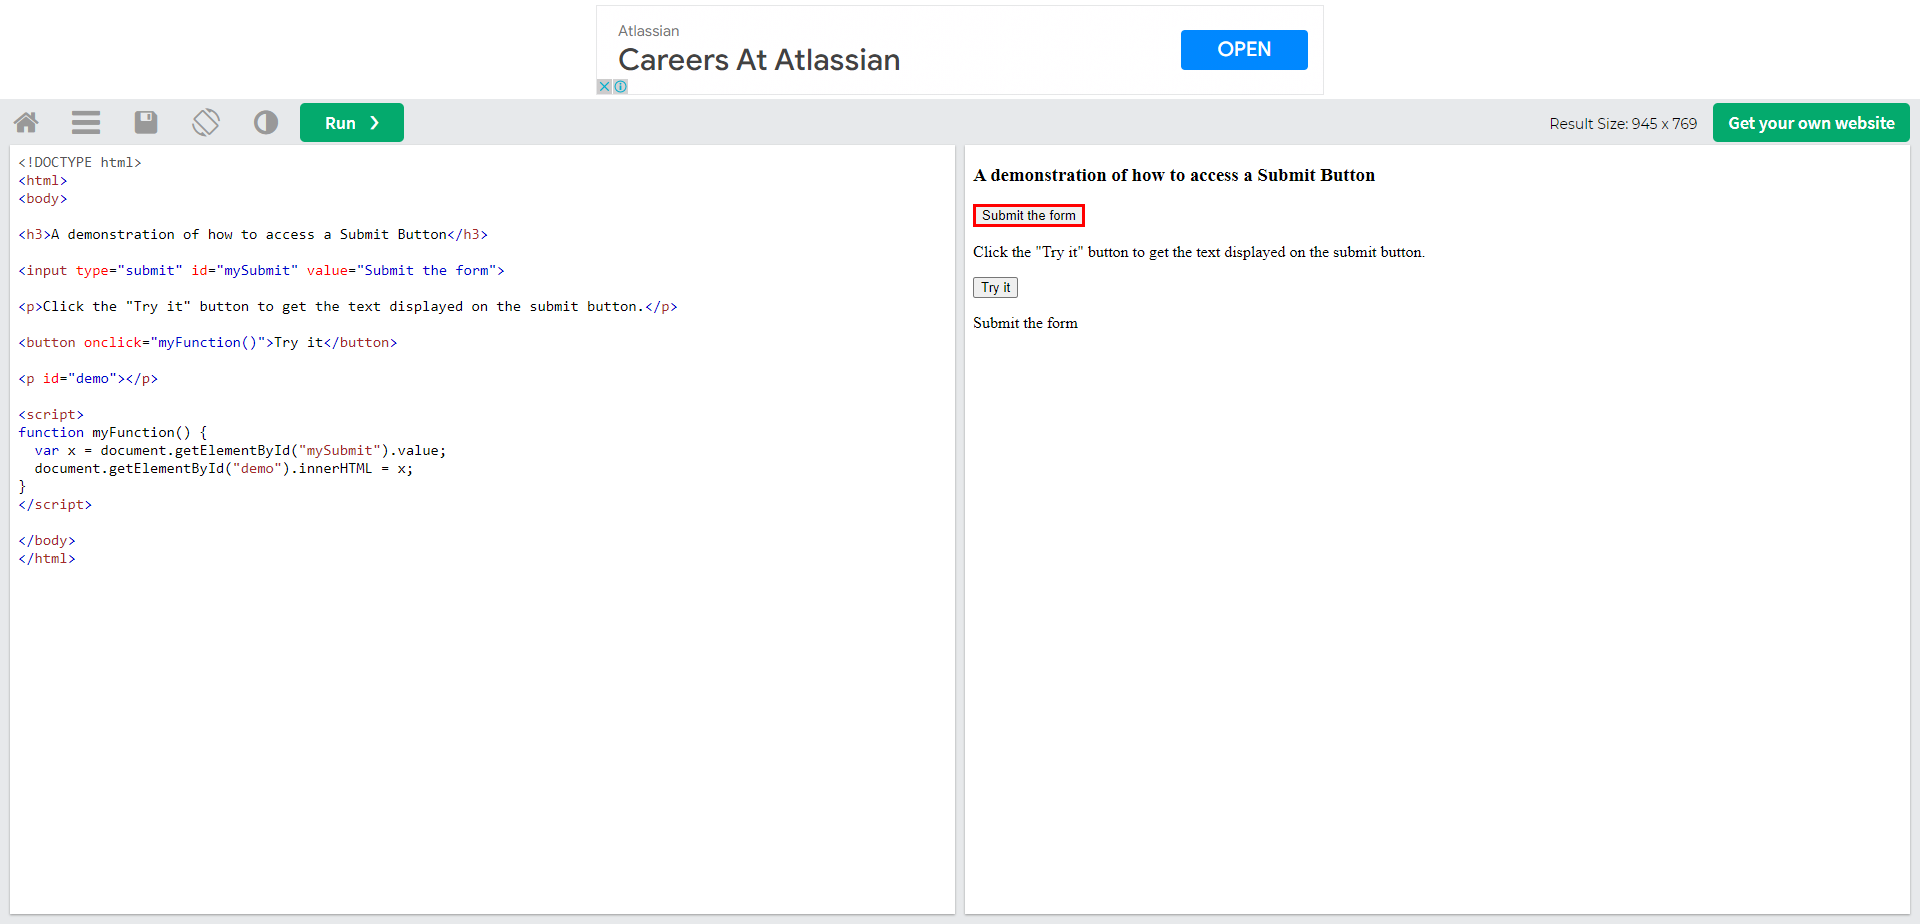 Atlassian
Careers At Atlassian
OPEN
Run ❯
Result Size: 945 x 769
Get your own website
<!DOCTYPE html>
<html>
<body>
<h3>A demonstration of how to access a Submit Button</h3>
<input type="submit" id="mySubmit" value="Submit the form">
<p>Click the "Try it" button to get the text displayed on the submit button.</p>
<button onclick="myFunction()">Try it</button>
<p id="demo"></p>
<script>
function myFunction() {
  var x = document.getElementById("mySubmit").value;
  document.getElementById("demo").innerHTML = x;
}
</script>
</body>
</html>
A demonstration of how to access a Submit Button
Submit the form
Click the "Try it" button to get the text displayed on the submit button.
Try it
Submit the form